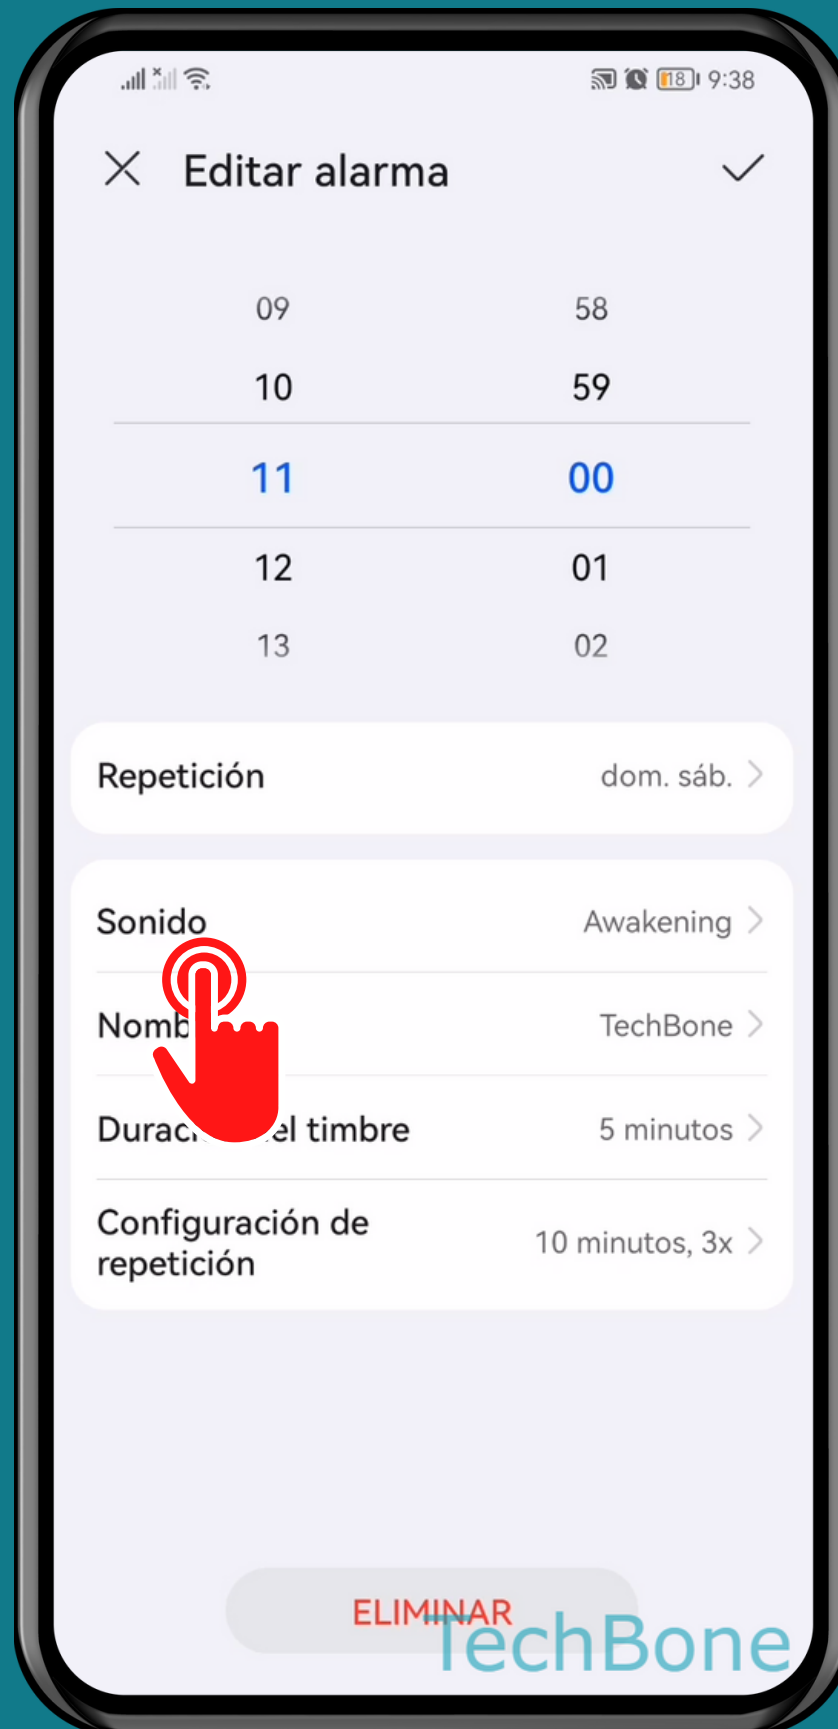 18 9:38
Editar alarma
09 58
10 59
11 00
12 01
13 02
Repetición dom. sáb.
Sonido Awakening
TechBone
timbre 5 minutos
Configuración de
repetición 10 minutos, 3x
ELIMINAR
TechBone